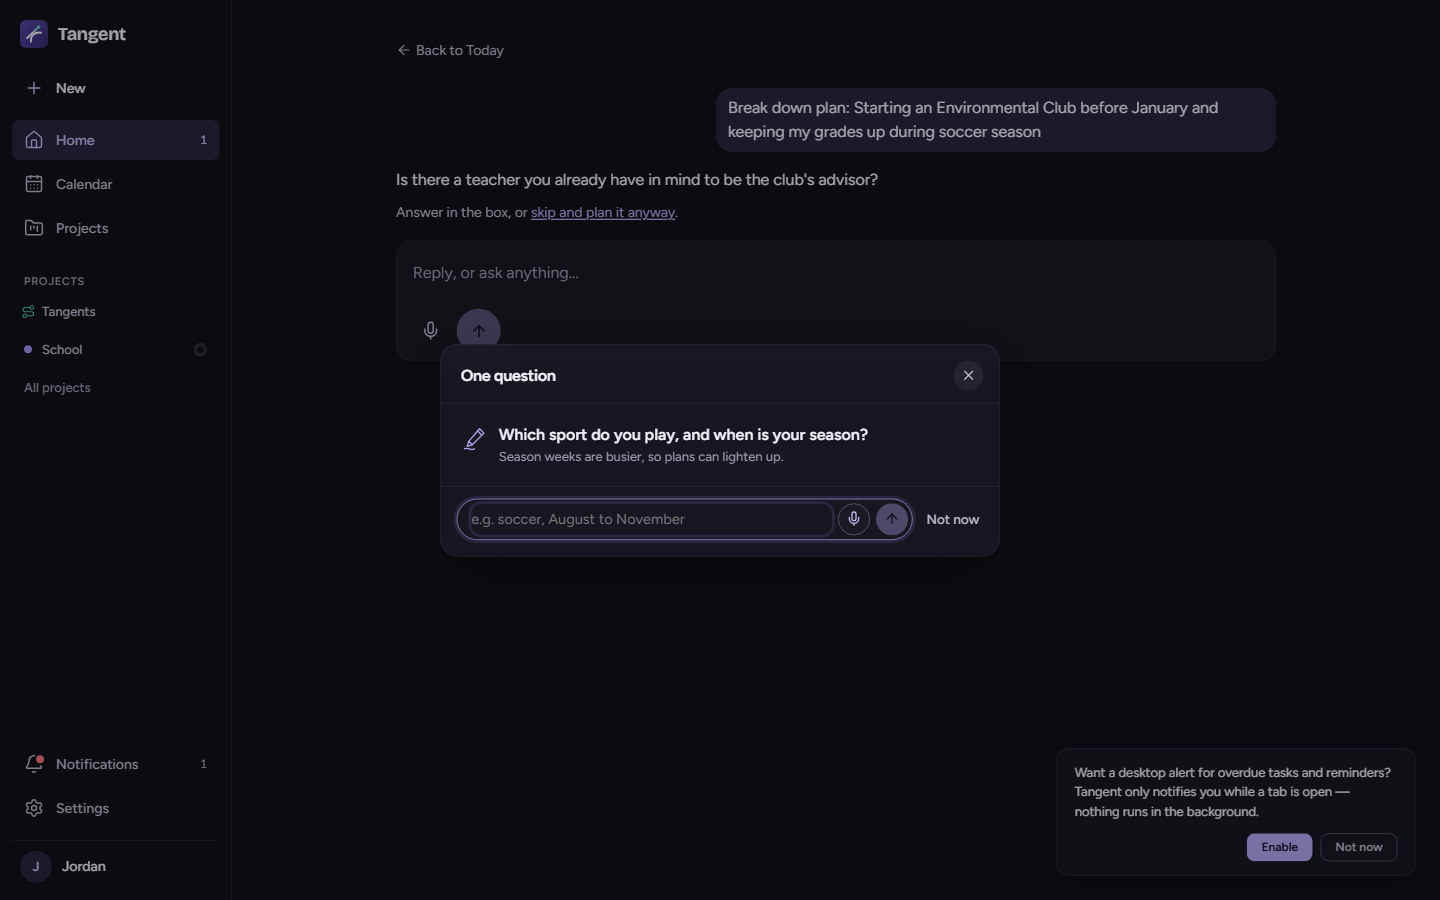 Tangent
New
Home 1
Calendar
Projects
PROJECTS
Tangents
School
All projects
Notifications 1
Settings
J Jordan
Back to Today
Break down plan: Starting an Environmental Club before January and
keeping my grades up during soccer season
Is there a teacher you already have in mind to be the club's advisor?
Answer in the box, or skip and plan it anyway.
Reply, or ask anything...
One question
Which sport do you play, and when is your season?
Season weeks are busier, so plans can lighten up.
e.g. soccer, August to November
Not now
Want a desktop alert for overdue tasks and reminders?
Tangent only notifies you while a tab is open —
nothing runs in the background.
Enable Not now